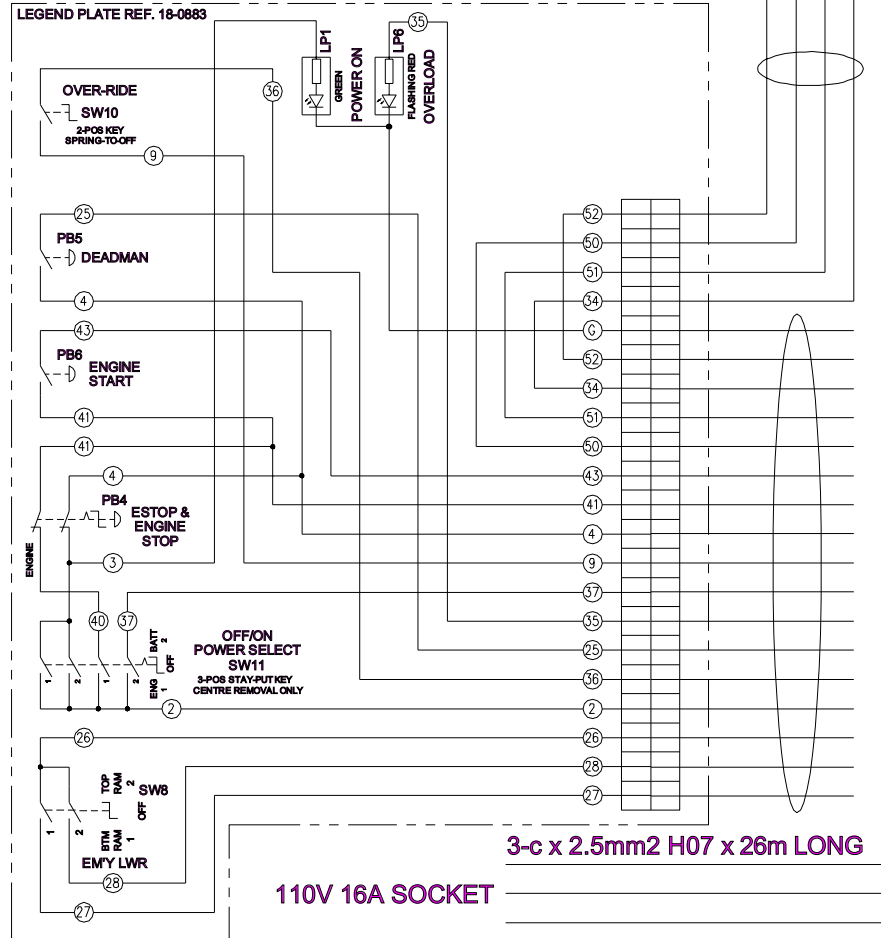 LEGEND PLATE REF. 18-0883
LP1
GREEN
POWER ON
LP6
FLASHING RED
OVERLOAD
35
36
OVER-RIDE
SW10
2-POS KEY
SPRING-TO-OFF
9
25
PB5
DEADMAN
4
43
PB6
ENGINE
START
41
41
4
PB4
ESTOP &
ENGINE
STOP
ENGINE
3
40
37
OFF/ON
POWER SELECT
SW11
3-POS STAY-PUT KEY
CENTRE REMOVAL ONLY
BATT
2
OFF
ENG
1
1
2
1
2
2
26
TOP
RAM
2
SW8
OFF
BTM
RAM
1
1
2
EM'Y LWR
28
27
52
50
51
34
G
52
34
51
50
43
41
4
9
37
35
25
36
2
26
28
27
3-c x 2.5mm2 H07 x 26m LONG
110V 16A SOCKET